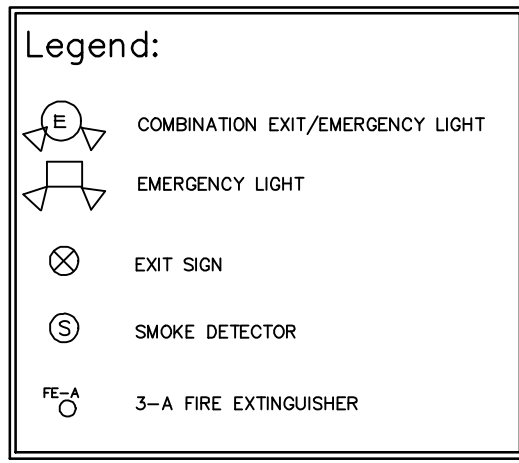 Legend:
E COMBINATION EXIT/EMERGENCY LIGHT
EMERGENCY LIGHT
EXIT SIGN
S SMOKE DETECTOR
FE-A 3-A FIRE EXTINGUISHER